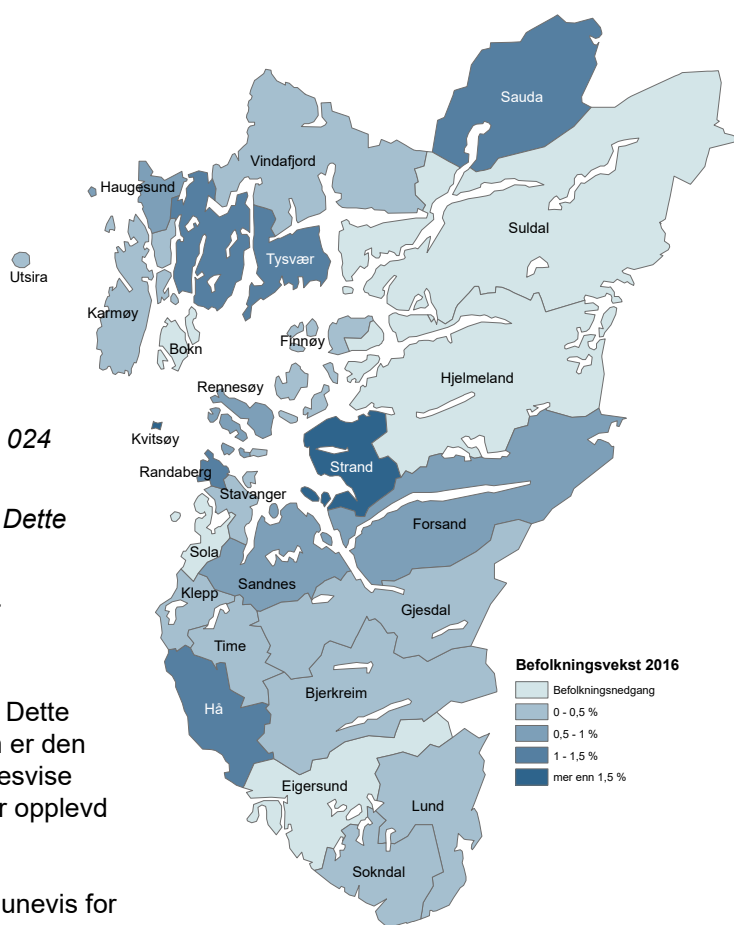 Sauda
Vindafjord
Haugesund
Suldal
Tysvær
Utsira
Karmøy
Finnøy
Bokn
Hjelmeland
Rennesøy
024
Kvitsøy
Strand
Randaberg
Stavanger
Dette
Forsand
Sola
Sandnes
Klepp
Gjesdal
Time
Befolkningsvekst 2016
Befolkningsnedgang
0 - 0,5 %
0,5 - 1 %
1 - 1,5 %
mer enn 1,5 %
Bjerkreim
Hå
Dette
er den
esvise
opplevd
Eigersund
Lund
Sokndal
unevis for